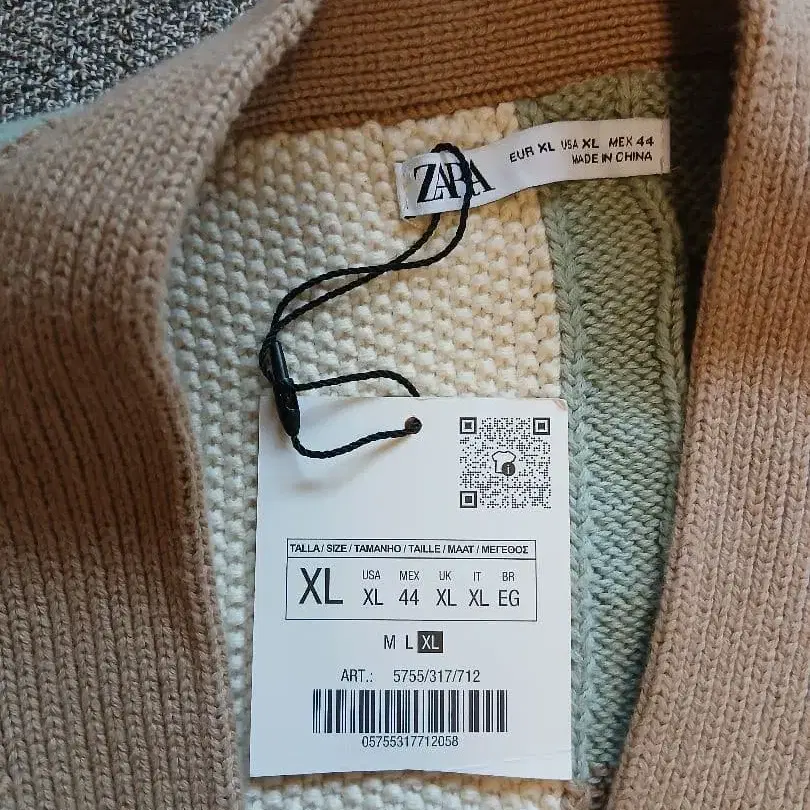 ZARA
EUR XL USA XL MEX 44
MADE IN CHINA
TALLA / SIZE / TAMANHO / TAILLE / MAAT / ΜΕΓΕΘΟΣ
USA MEX UK IT BR
XL XL 44 XL XL EG
M L XL
ART.: 5755/317/712
05755317712058